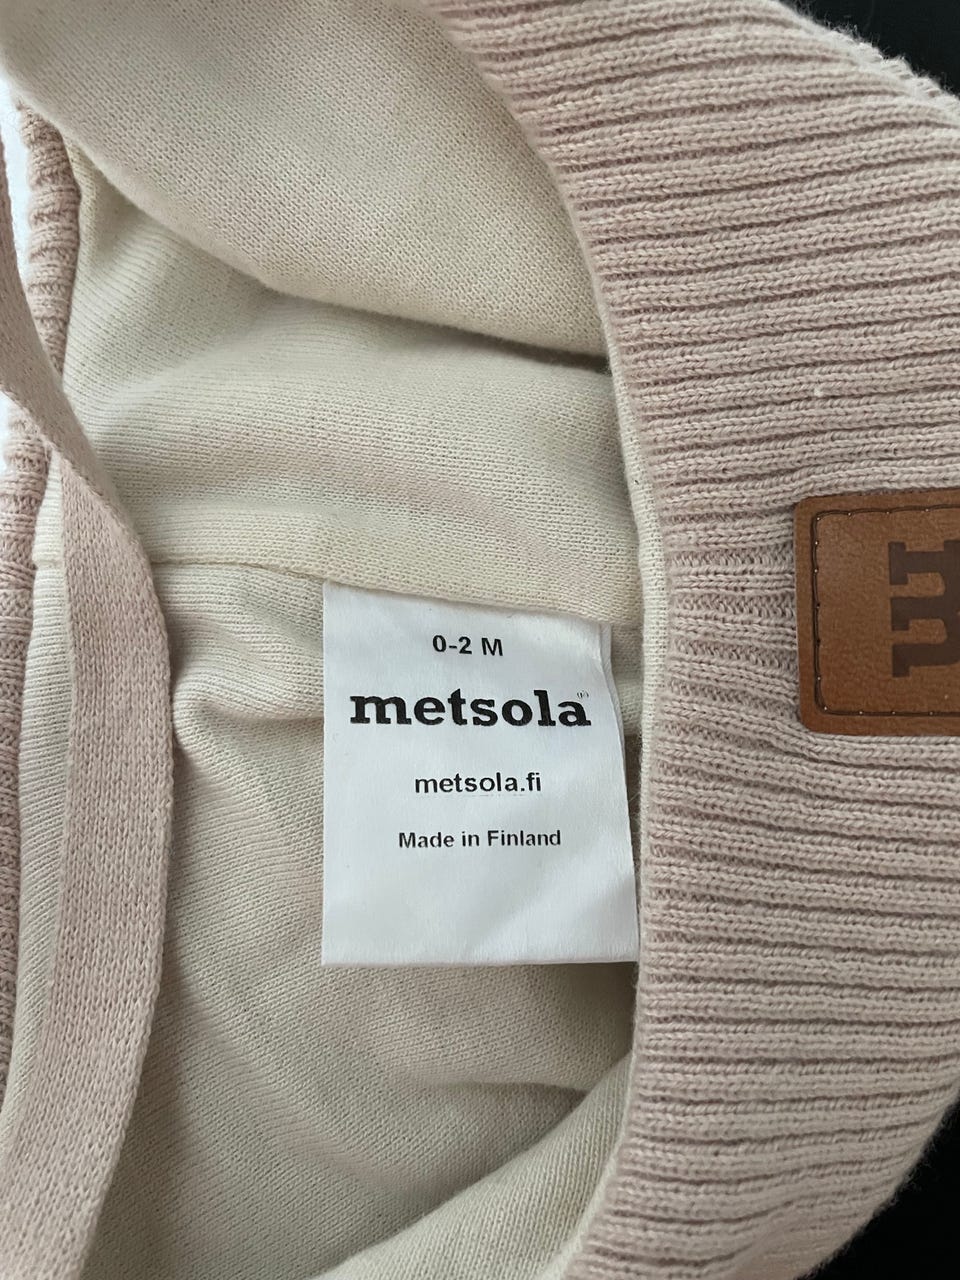 0-2 M
metsola®
metsola.fi
Made in Finland